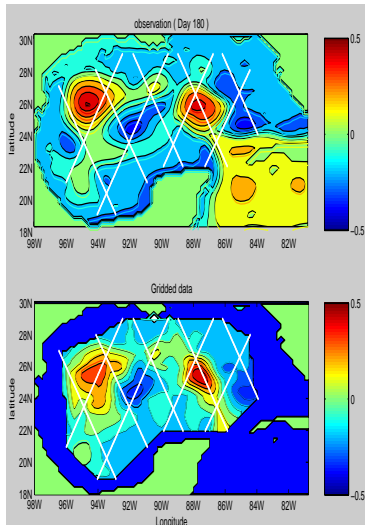 observation ( Day 180 )
latitude
30N
28N
26N
24N
22N
20N
18N
98W 96W 94W 92W 90W 88W 86W 84W 82W
0.5
0
−0.5
Gridded data
latitude
30N
28N
26N
24N
22N
20N
18N
98W 96W 94W 92W 90W 88W 86W 84W 82W
Longitude
0.5
0
−0.5